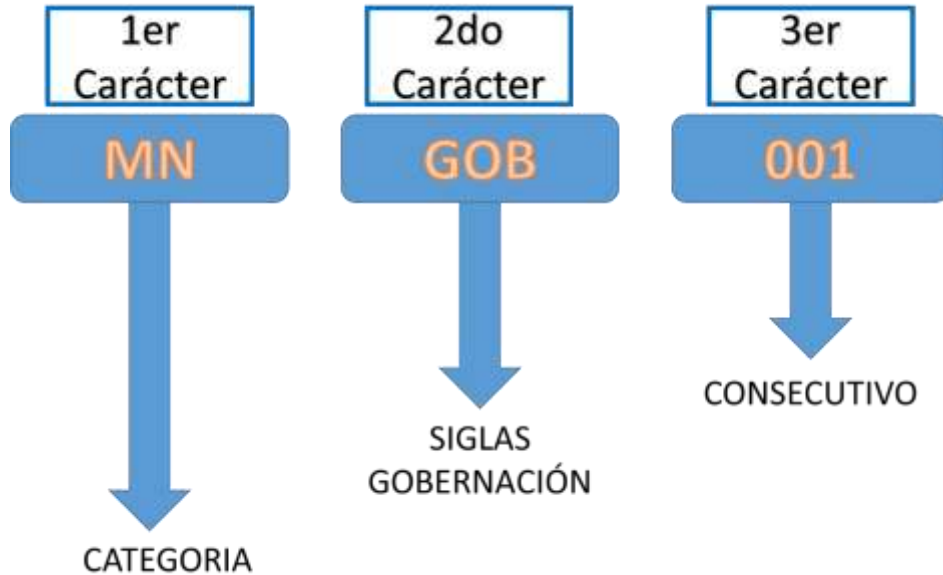 1er
Carácter
2do
Carácter
3er
Carácter
MN
GOB
001
CONSECUTIVO
SIGLAS
GOBERNACIÓN
CATEGORIA